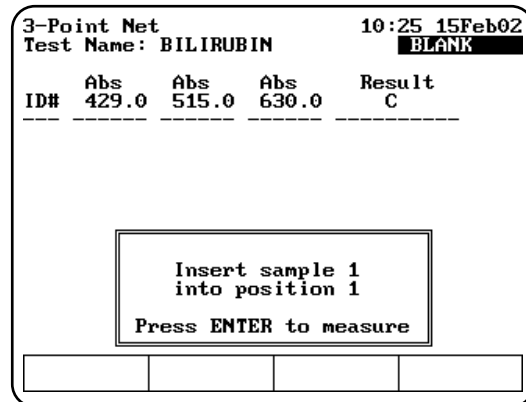 3-Point Net 10:25 15Feb02
Test Name: BILIRUBIN BLANK
Abs Abs Abs Result
ID# 429.0 515.0 630.0 C
--- ------ ------ ------ ----------
Insert sample 1
into position 1
Press ENTER to measure